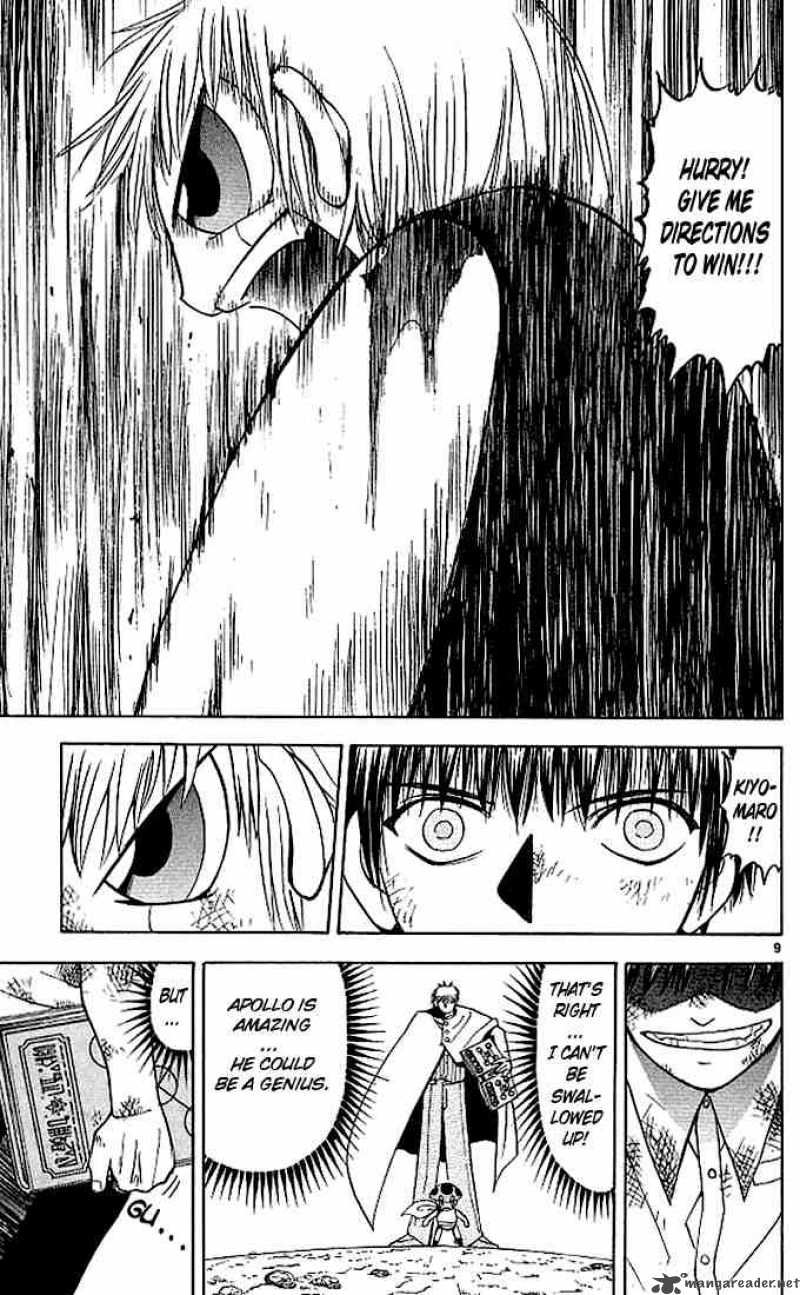 HURRY!
GIVE ME
DIRECTIONS
TO WIN!!!
KIYO-
MARO
!!
9
THAT'S
RIGHT
...
I CAN'T
BE
SWAL-
LOWED
UP!
APOLLO IS
AMAZING
...
HE COULD
BE A GENIUS.
BUT
...
GU...
mangareader.net